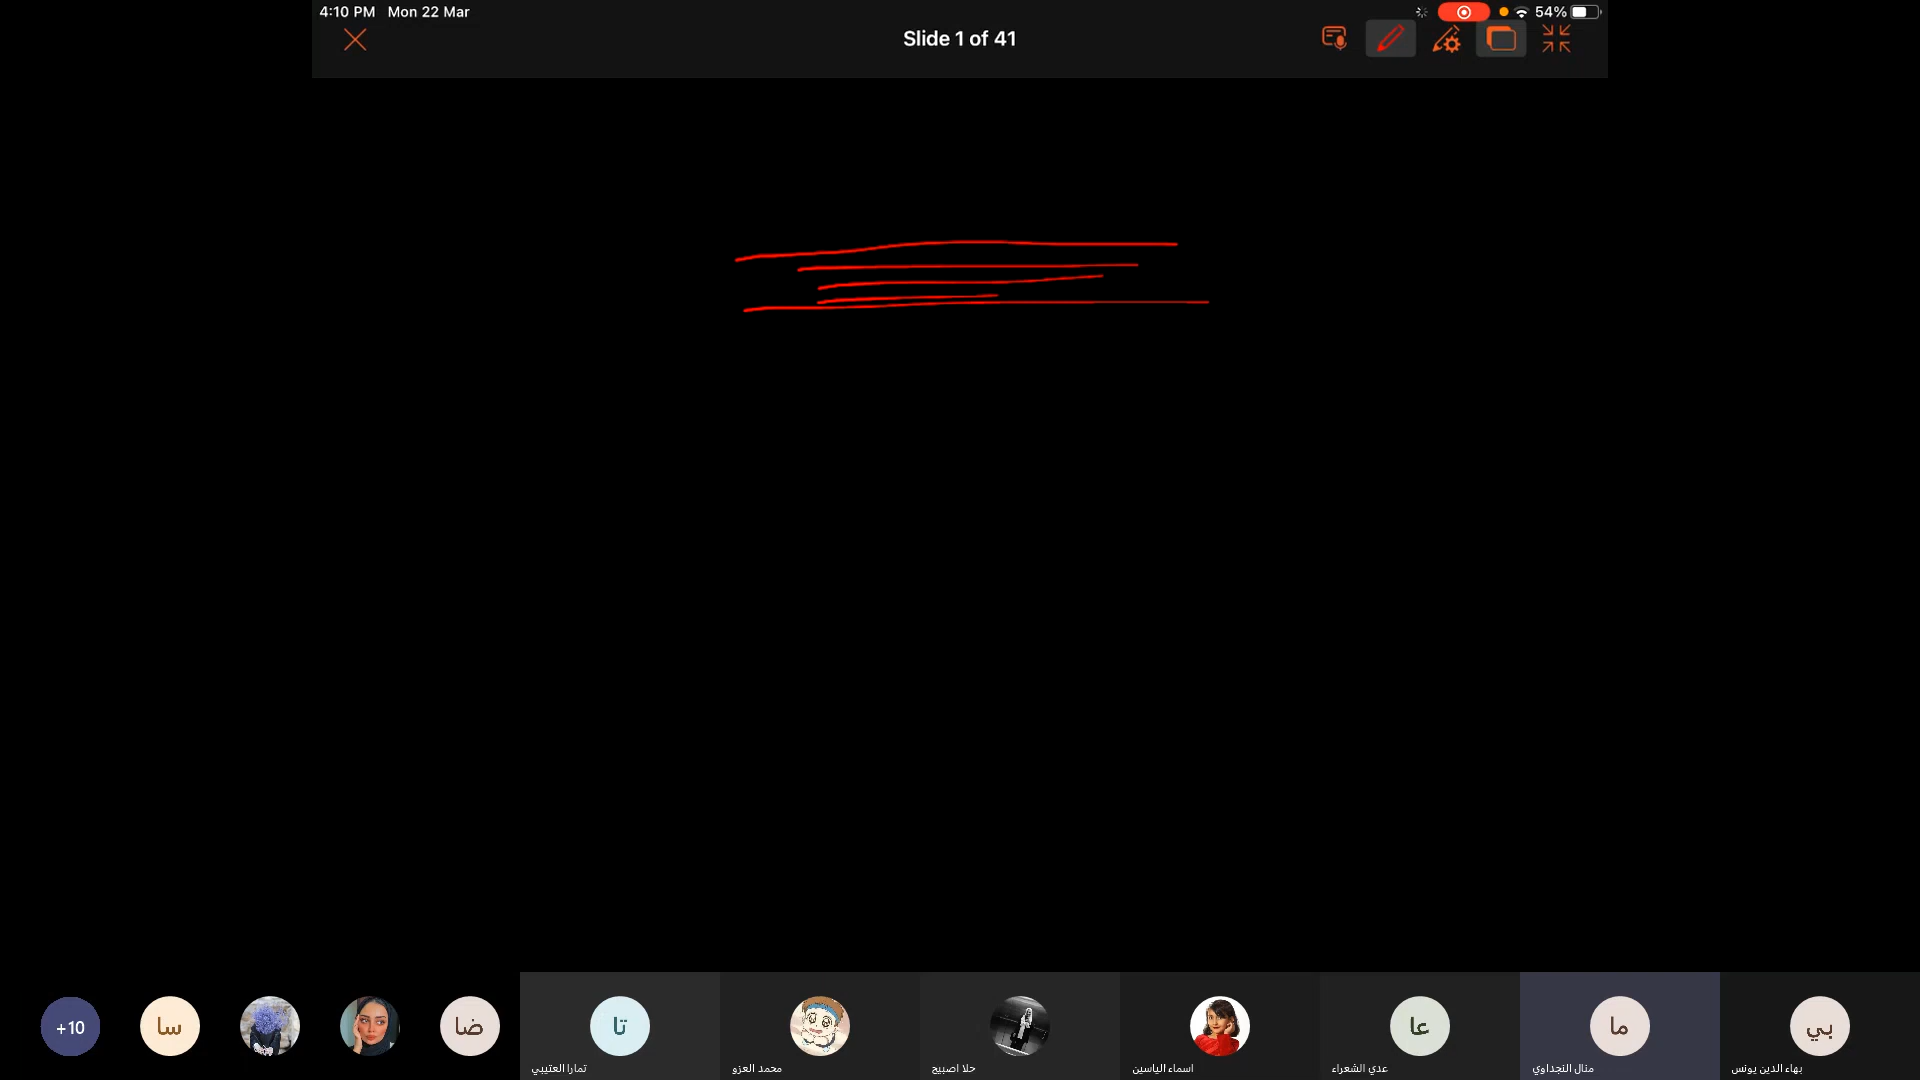 4:10 PM Mon 22 Mar
54%
Slide 1 of 41
+10
سا
ضا
تا
عا
ما
بي
تمارا العتيبي
محمد العزو
حلا اصبيح
اسماء الياسين
عدي الشعراء
منال النجداوي
بهاء الدين يونس